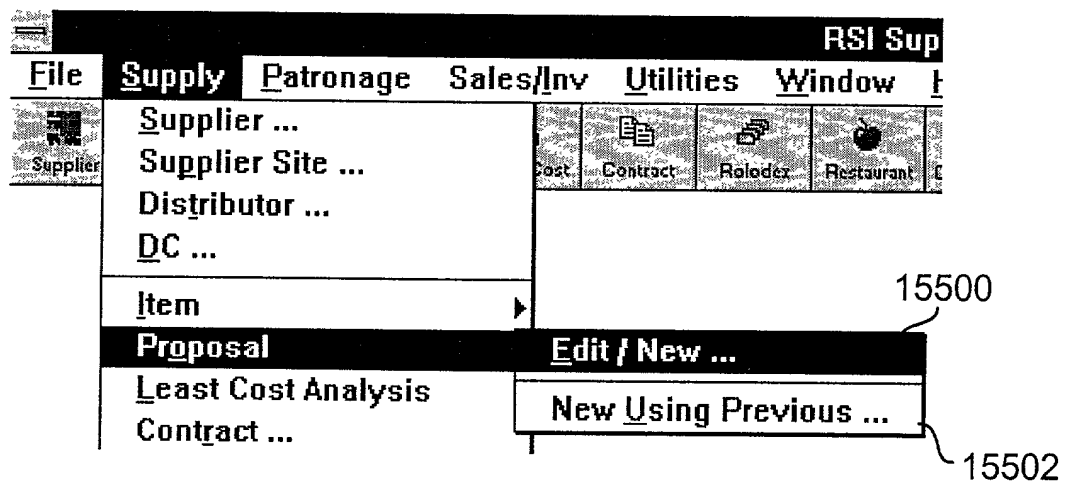 RSI Sup
File Supply Patronage Sales/Inv Utilities Window
Supplier Cost Contract Rolodex Restaurant
Supplier ...
Supplier Site ...
Distributor ...
DC ...
Item
15500
Proposal Edit / New ...
Least Cost Analysis
New Using Previous ...
Contract ...
15502